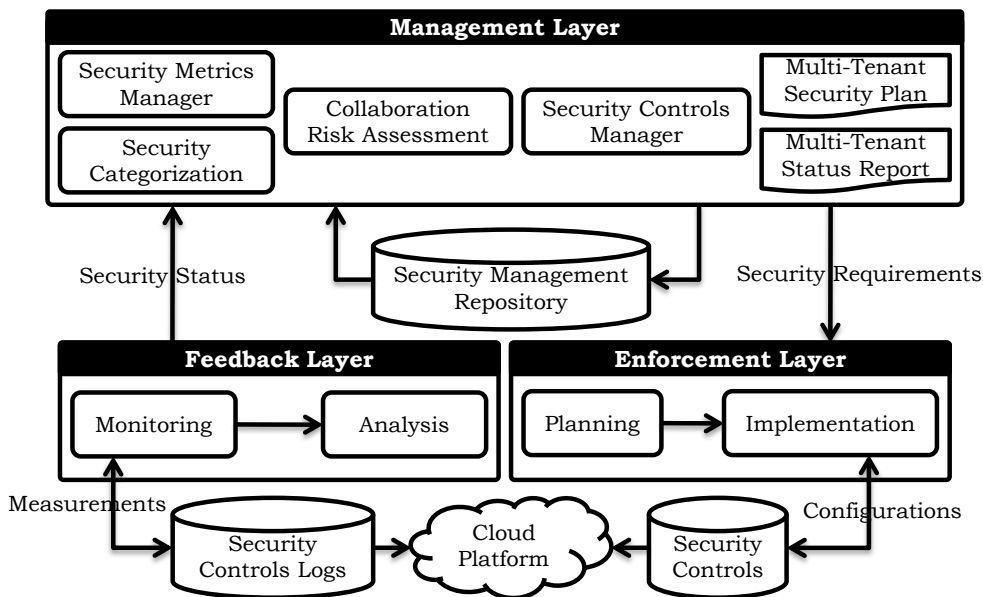 Management Layer
Security Metrics
Manager
Security
Categorization
Collaboration
Risk Assessment
Security Controls
Manager
Multi-Tenant
Security Plan
Multi-Tenant
Status Report
Security Status
Security Management
Repository
Security Requirements
Feedback Layer
Monitoring
Analysis
Enforcement Layer
Planning
Implementation
Measurements
Security
Controls Logs
Cloud
Platform
Security
Controls
Configurations